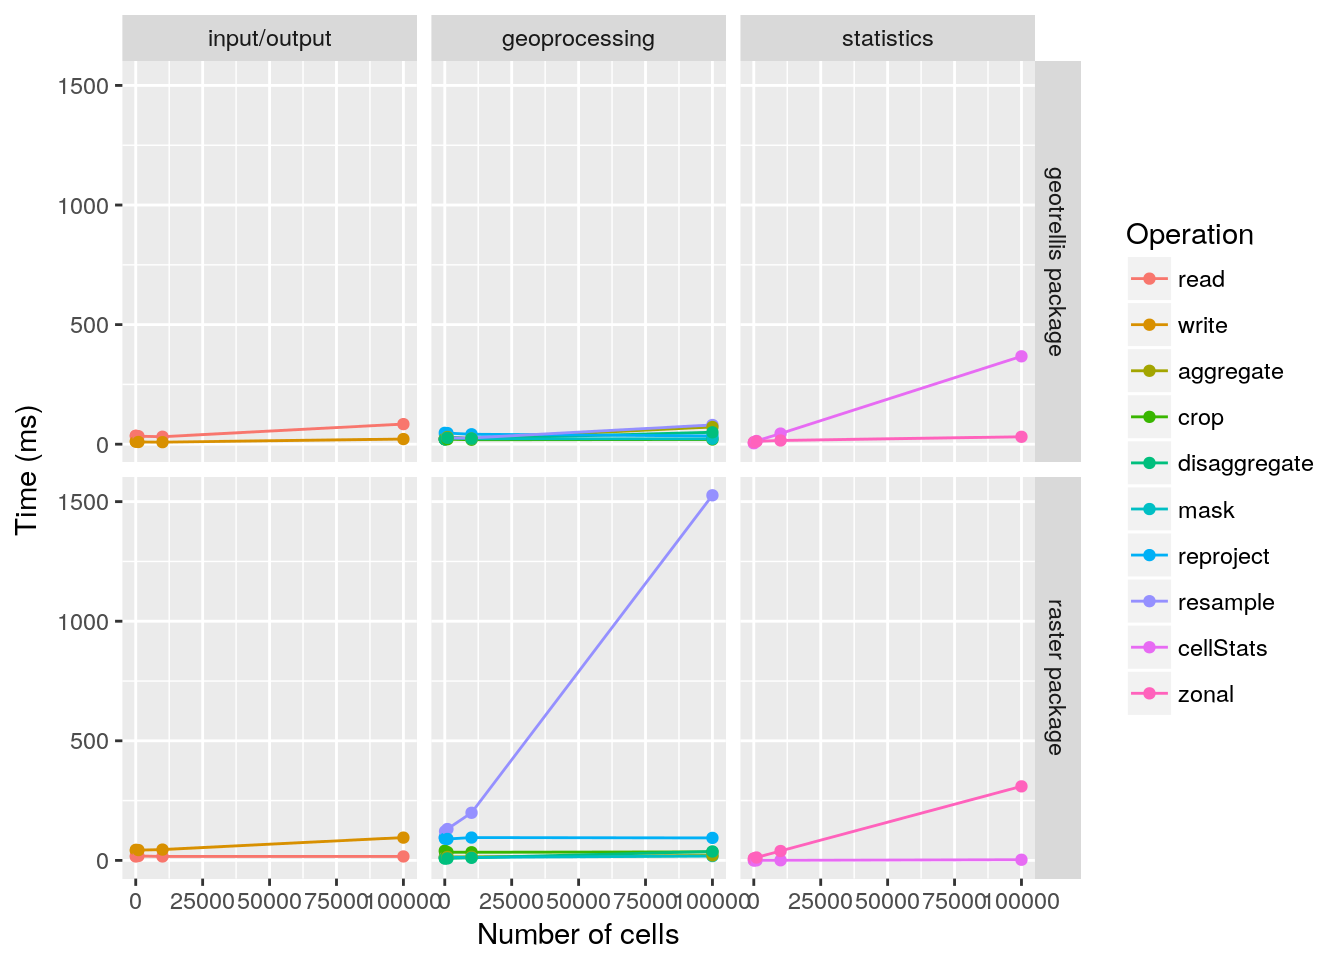 input/output geoprocessing statistics
1500
1000
500
0
geotrellis package
1500
1000
500
0
raster package
0 25000 50000 75000 100000 0 25000 50000 75000 100000 0 25000 50000 75000 100000
Number of cells
Time (ms)
Operation
read
write
aggregate
crop
disaggregate
mask
reproject
resample
cellStats
zonal